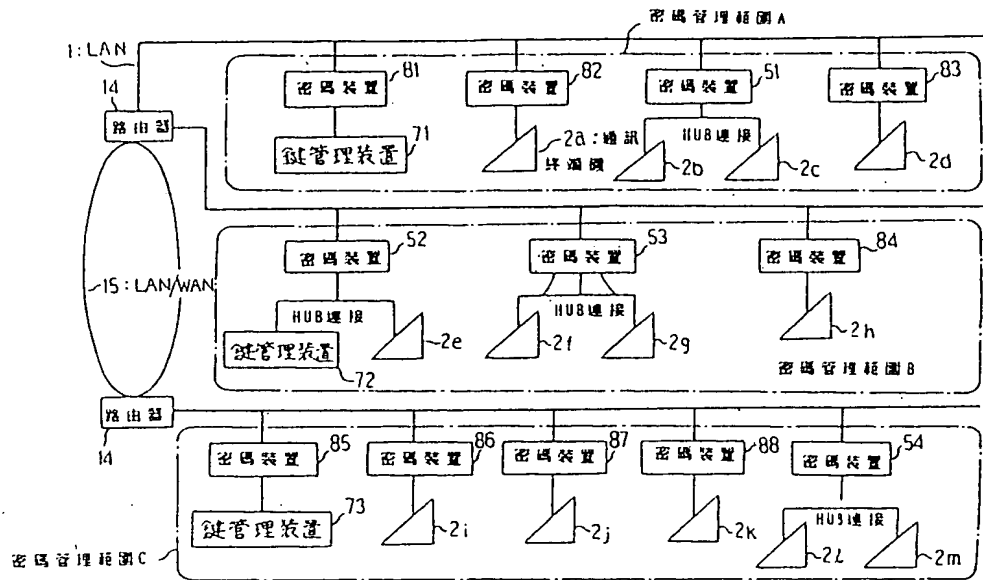 密碼管理範圍A
1:LAN
14
路由器
81
密碼裝置
82
密碼裝置
51
密碼裝置
83
密碼裝置
71
鍵管理裝置
2a:通訊
終端機
HUB連接
2b
2c
2d
15:LAN/WAN
52
密碼裝置
53
密碼裝置
84
密碼裝置
HUB連接
2e
HUB連接
2f
2g
2h
鍵管理裝置
72
密碼管理範圍B
路由器
14
85
密碼裝置
86
密碼裝置
87
密碼裝置
88
密碼裝置
54
密碼裝置
73
鍵管理裝置
2i
2j
2k
HUB連接
2l
2m
密碼管理範圍C